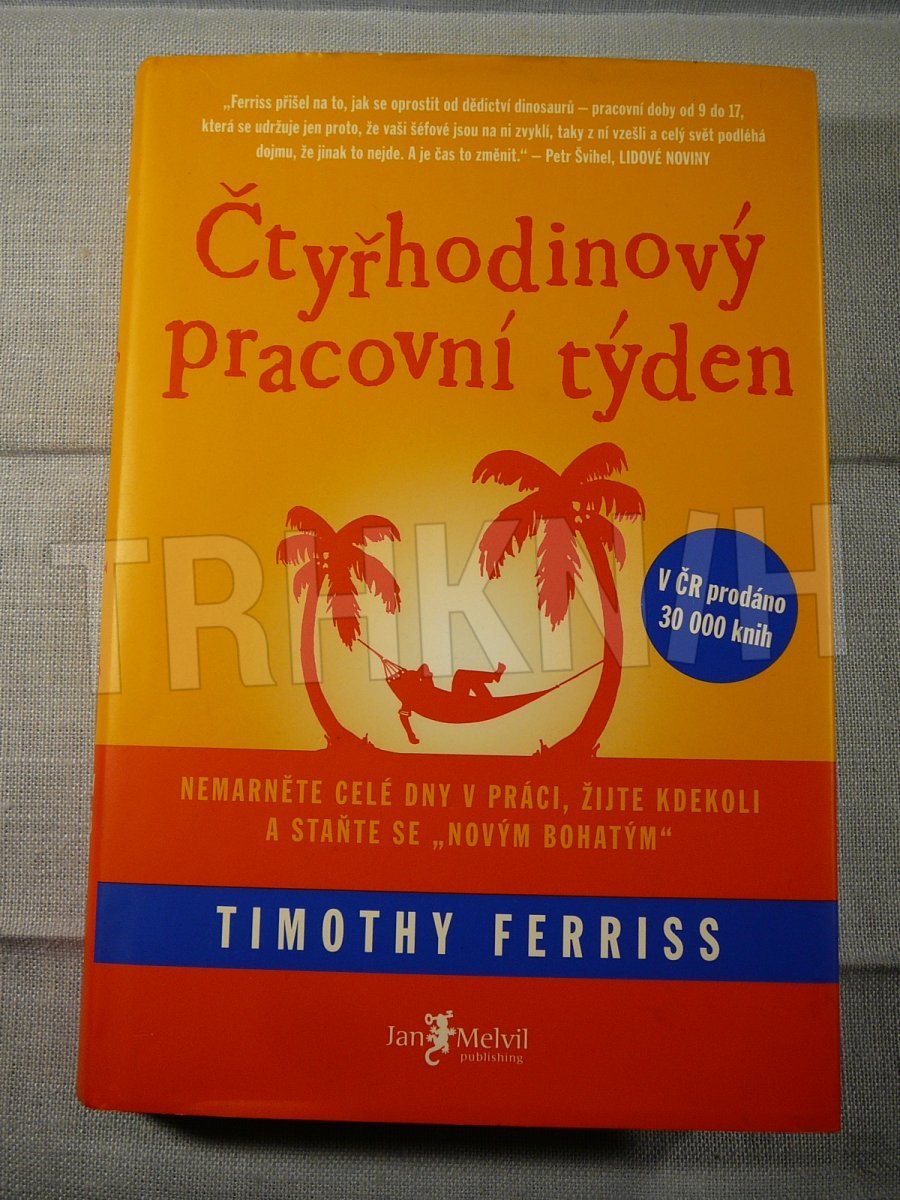 „Ferriss přišel na to, jak se oprostit od dědictví dinosaurů – pracovní doby od 9 do 17,
která se udržuje jen proto, že vaši šéfové jsou na ni zvyklí, taky z ní vzešli a celý svět podléhá
dojmu, že jinak to nejde. A je čas to změnit.“ – Petr Švihel, LIDOVÉ NOVINY
Čtyřhodinový
pracovní týden
TRHKNIH
V ČR prodáno
30 000 knih
NEMARNĚTE CELÉ DNY V PRÁCI, ŽIJTE KDEKOLI
A STAŇTE SE „NOVÝM BOHATÝM“
TIMOTHY FERRISS
Jan Melvil
publishing